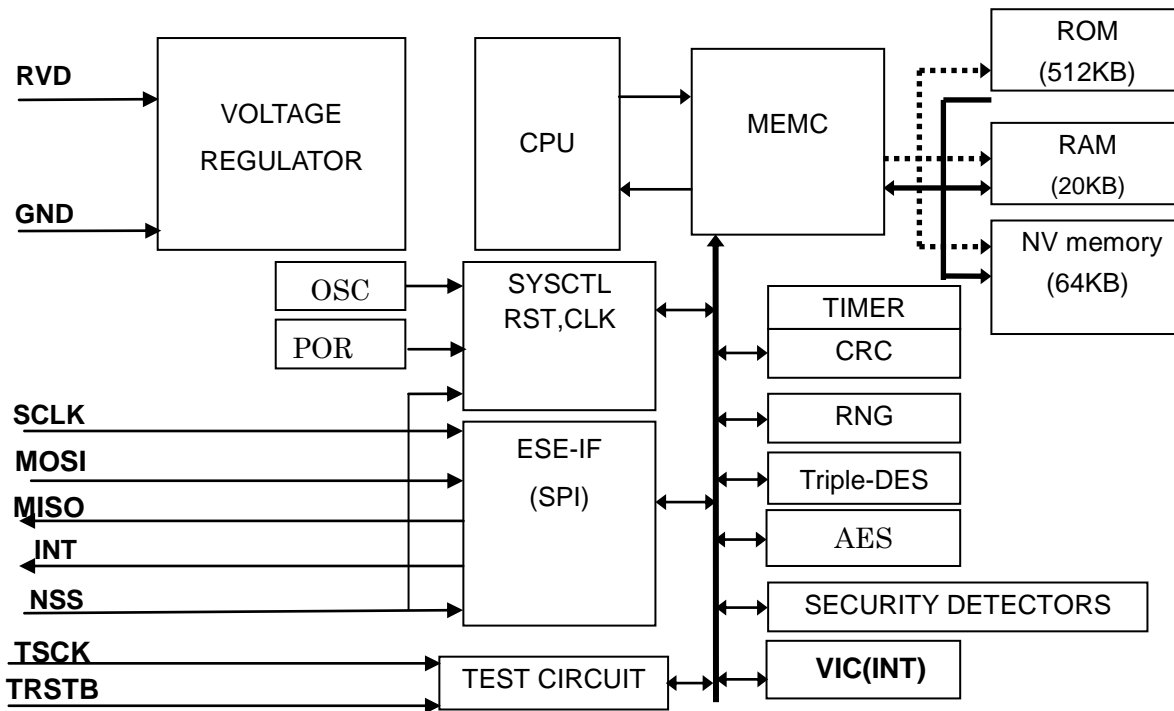 RVD
GND
VOLTAGE
REGULATOR
CPU
MEMC
ROM
(512KB)
RAM
(20KB)
NV memory
(64KB)
OSC
POR
SYSCTL
RST,CLK
TIMER
CRC
RNG
Triple-DES
AES
SECURITY DETECTORS
VIC(INT)
SCLK
MOSI
MISO
INT
NSS
ESE-IF
(SPI)
TSCK
TRSTB
TEST CIRCUIT